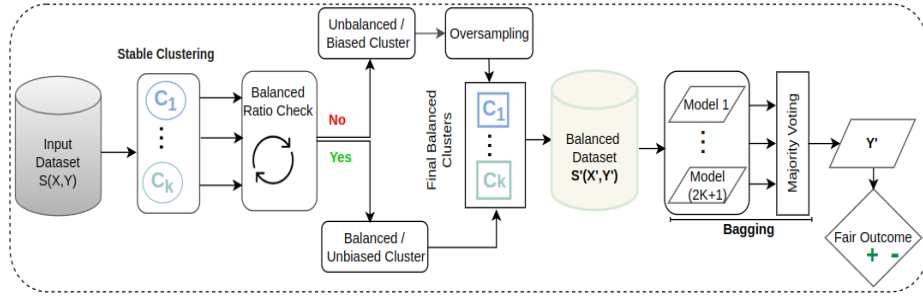 Stable Clustering
Input
Dataset
S(X,Y)
C1
Ck
Balanced
Ratio Check
No
Yes
Unbalanced /
Biased Cluster
Oversampling
Balanced /
Unbiased Cluster
Final Balanced
Clusters
C1
Ck
Balanced
Dataset
S'(X',Y')
Model 1
Model
(2K+1)
Majority Voting
Bagging
Y'
Fair Outcome
+ -